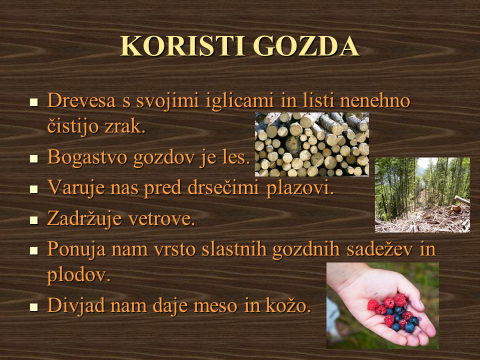 KORISTI GOZDA
Drevesa s svojimi iglicami in listi nenehno
čistijo zrak.
Bogastvo gozdov je les.
Varuje nas pred drsečimi plazovi.
Zadržuje vetrove.
Ponuja nam vrsto slastnih gozdnih sadežev in
plodov.
Divjad nam daje meso in kožo.